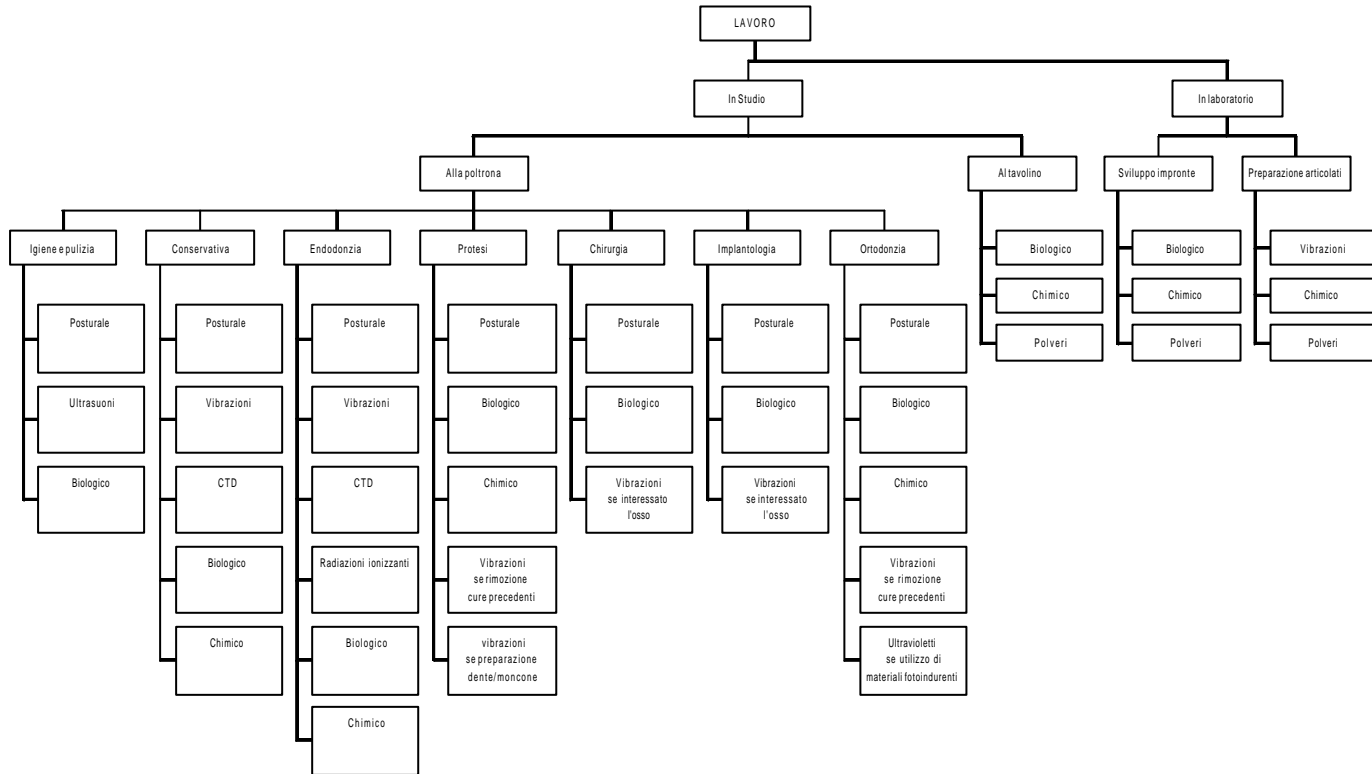 LAVORO
In Studio
In laboratorio
Alla poltrona
Al tavolino
Sviluppo impronte
Preparazione articolati
Igiene e pulizia
Conservativa
Endodonzia
Protesi
Chirurgia
Implantologia
Ortodonzia
Posturale
Ultrasuoni
Biologico
Posturale
Vibrazioni
CTD
Biologico
Chimico
Posturale
Vibrazioni
CTD
Radiazioni ionizzanti
Biologico
Chimico
Posturale
Biologico
Chimico
Vibrazioni
se rimozione
cure precedenti
vibrazioni
se preparazione
dente/moncone
Posturale
Biologico
Vibrazioni
se interessato
l'osso
Posturale
Biologico
Vibrazioni
se interessato
l'osso
Posturale
Biologico
Chimico
Vibrazioni
se rimozione
cure precedenti
Ultravioletti
se utilizzo di
materiali fotoindurenti
Biologico
Chimico
Polveri
Biologico
Chimico
Polveri
Vibrazioni
Chimico
Polveri